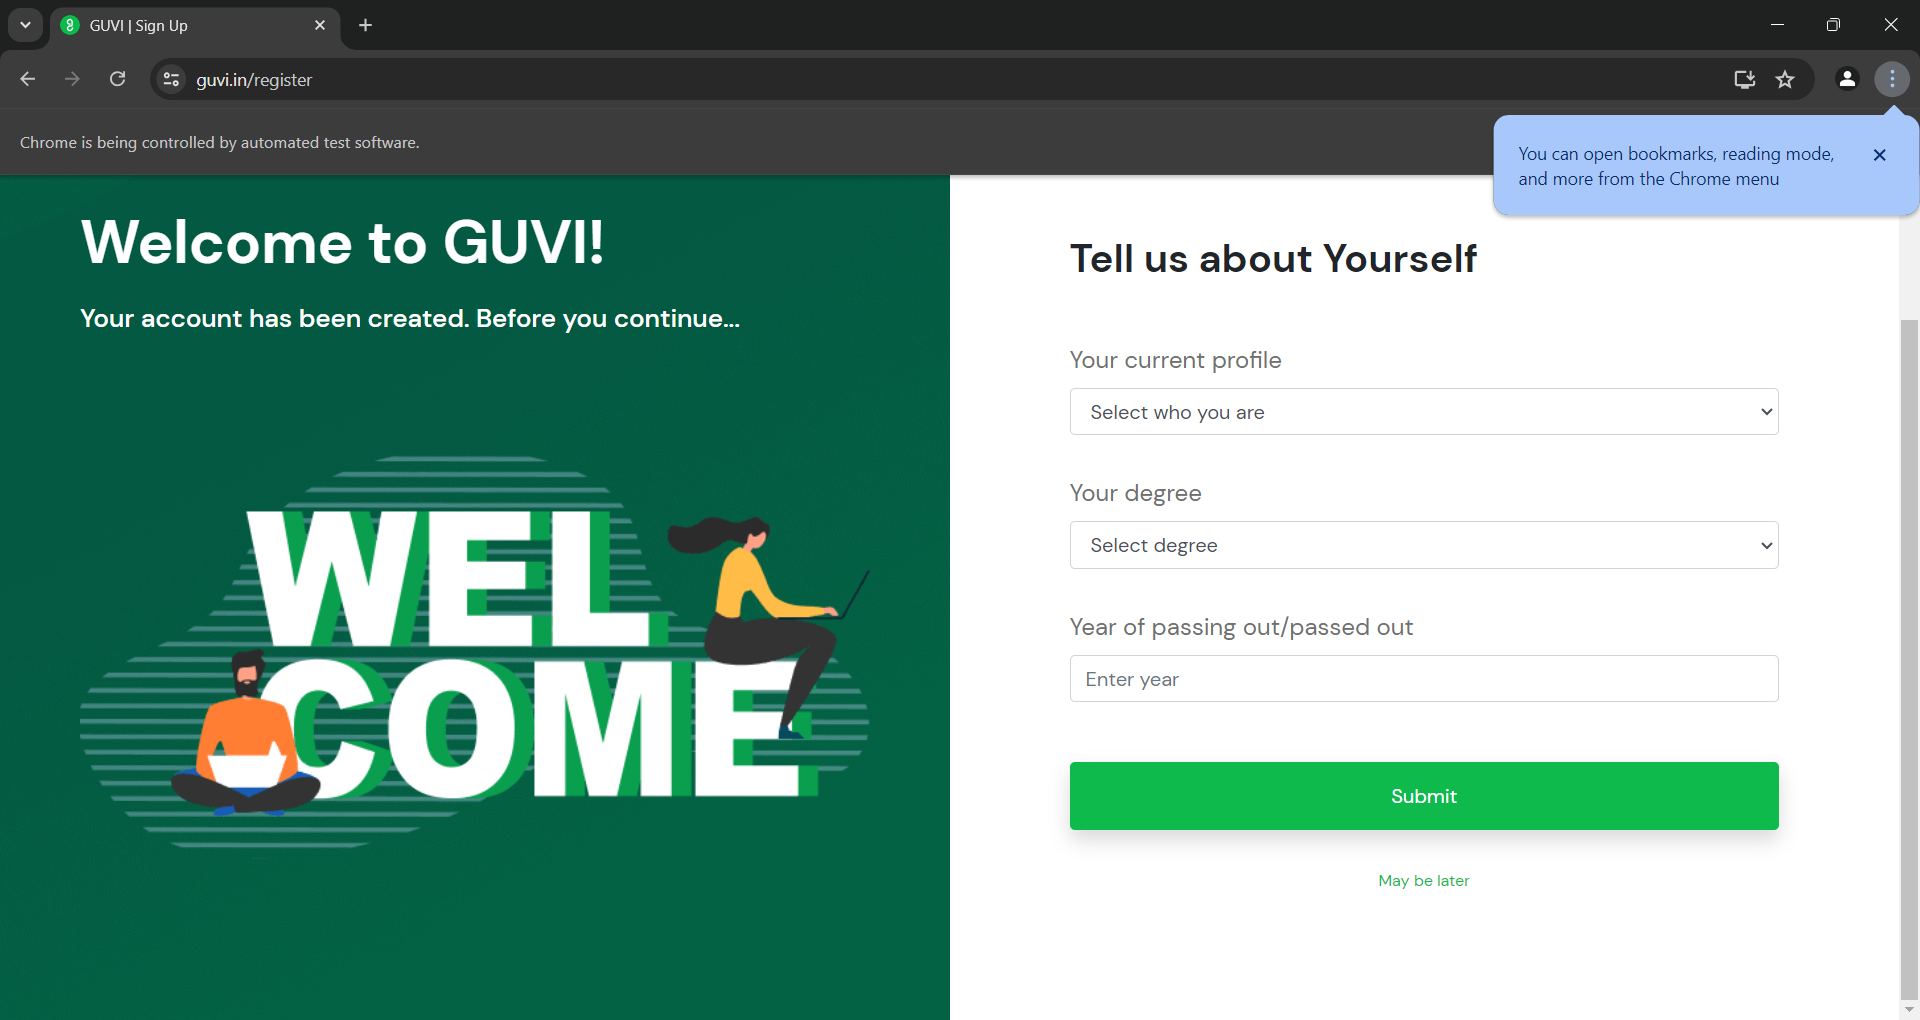 GUVI | Sign Up
guvi.in/register
Chrome is being controlled by automated test software.
You can open bookmarks, reading mode,
and more from the Chrome menu
Welcome to GUVI!
Your account has been created. Before you continue...
WEL
COME
Tell us about Yourself
Your current profile
Select who you are
Your degree
Select degree
Year of passing out/passed out
Enter year
Submit
May be later